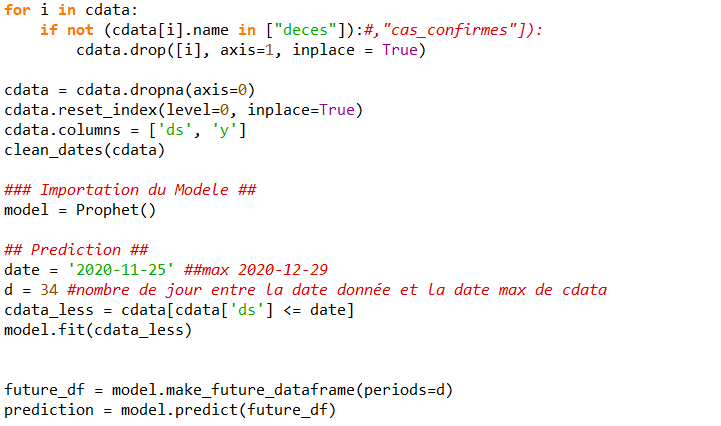 for i in cdata:
    if not (cdata[i].name in ["deces"]):#,"cas_confirmes"]):
        cdata.drop([i], axis=1, inplace = True)

cdata = cdata.dropna(axis=0)
cdata.reset_index(level=0, inplace=True)
cdata.columns = ['ds', 'y']
clean_dates(cdata)

### Importation du Modele ##
model = Prophet()

## Prediction ##
date = '2020-11-25' ##max 2020-12-29
d = 34 #nombre de jour entre la date donnée et la date max de cdata
cdata_less = cdata[cdata['ds'] <= date]
model.fit(cdata_less)


future_df = model.make_future_dataframe(periods=d)
prediction = model.predict(future_df)